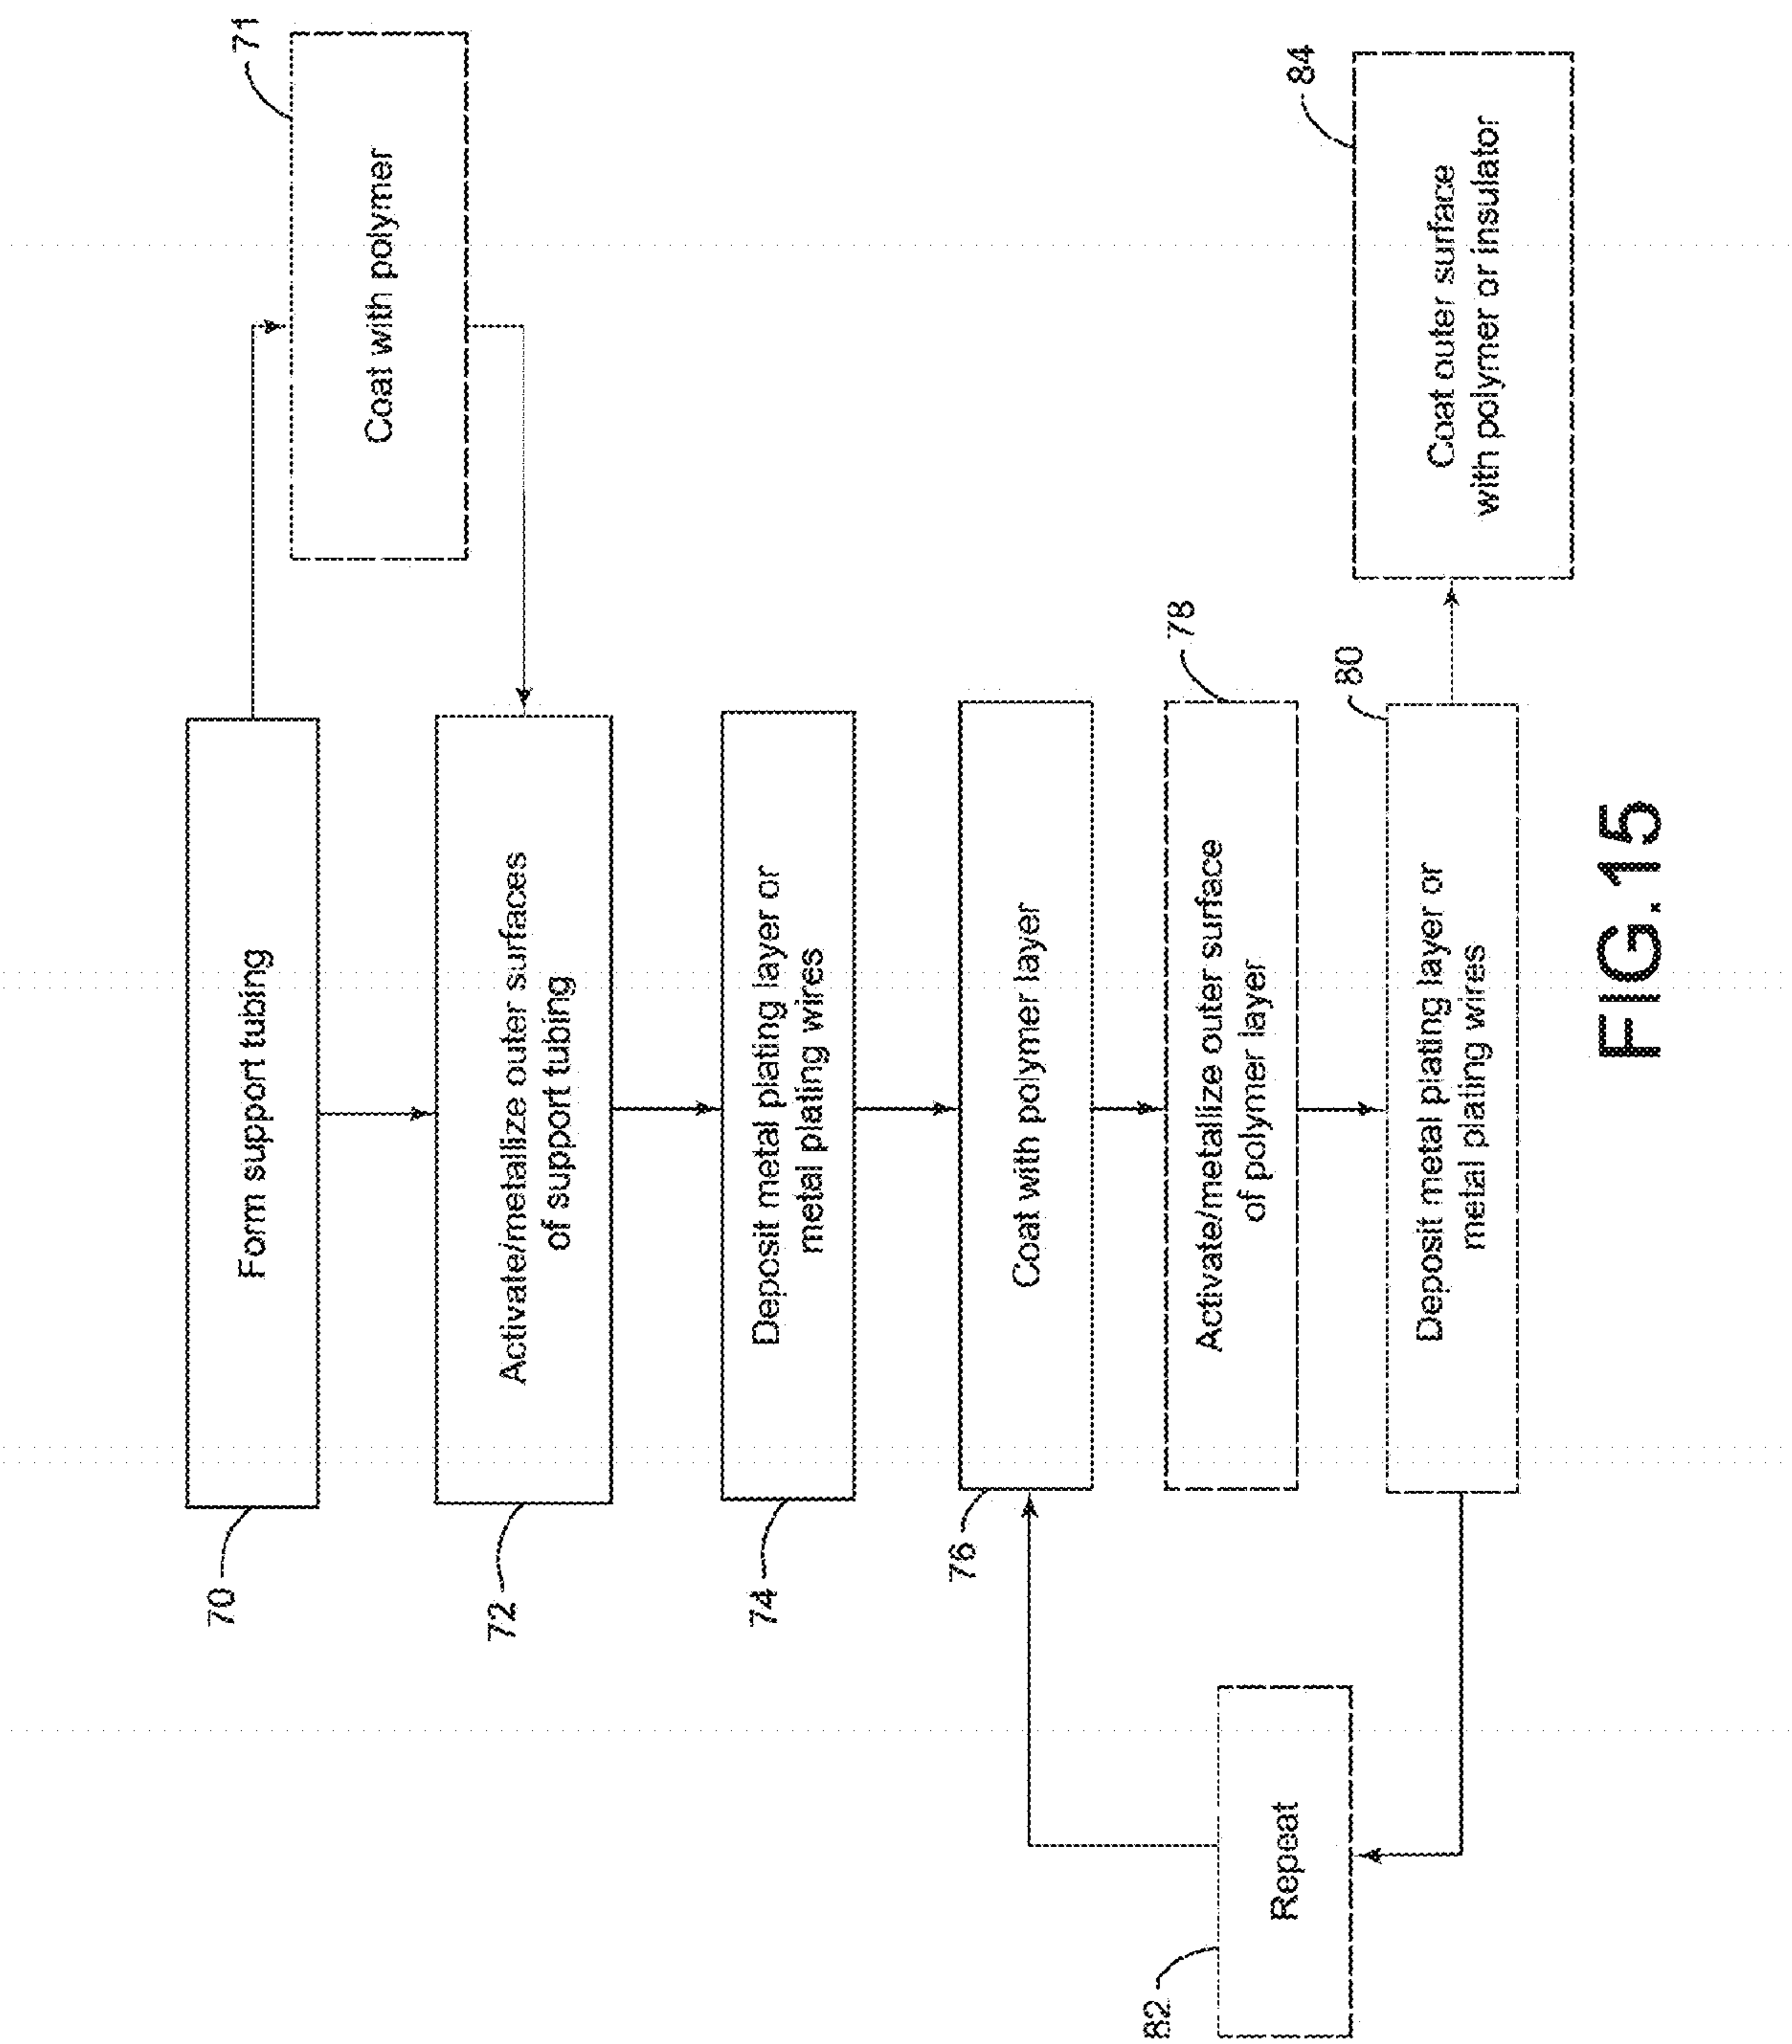 70
Form support tubing
71
Coat with polymer
72
Activate/metallize outer surfaces
of support tubing
74
Deposit metal plating layer or
metal plating wires
76
Coat with polymer layer
78
Activate/metallize outer surface
of polymer layer
80
Deposit metal plating layer or
metal plating wires
82
Repeat
84
Coat outer surface
with polymer or insulator
FIG.15